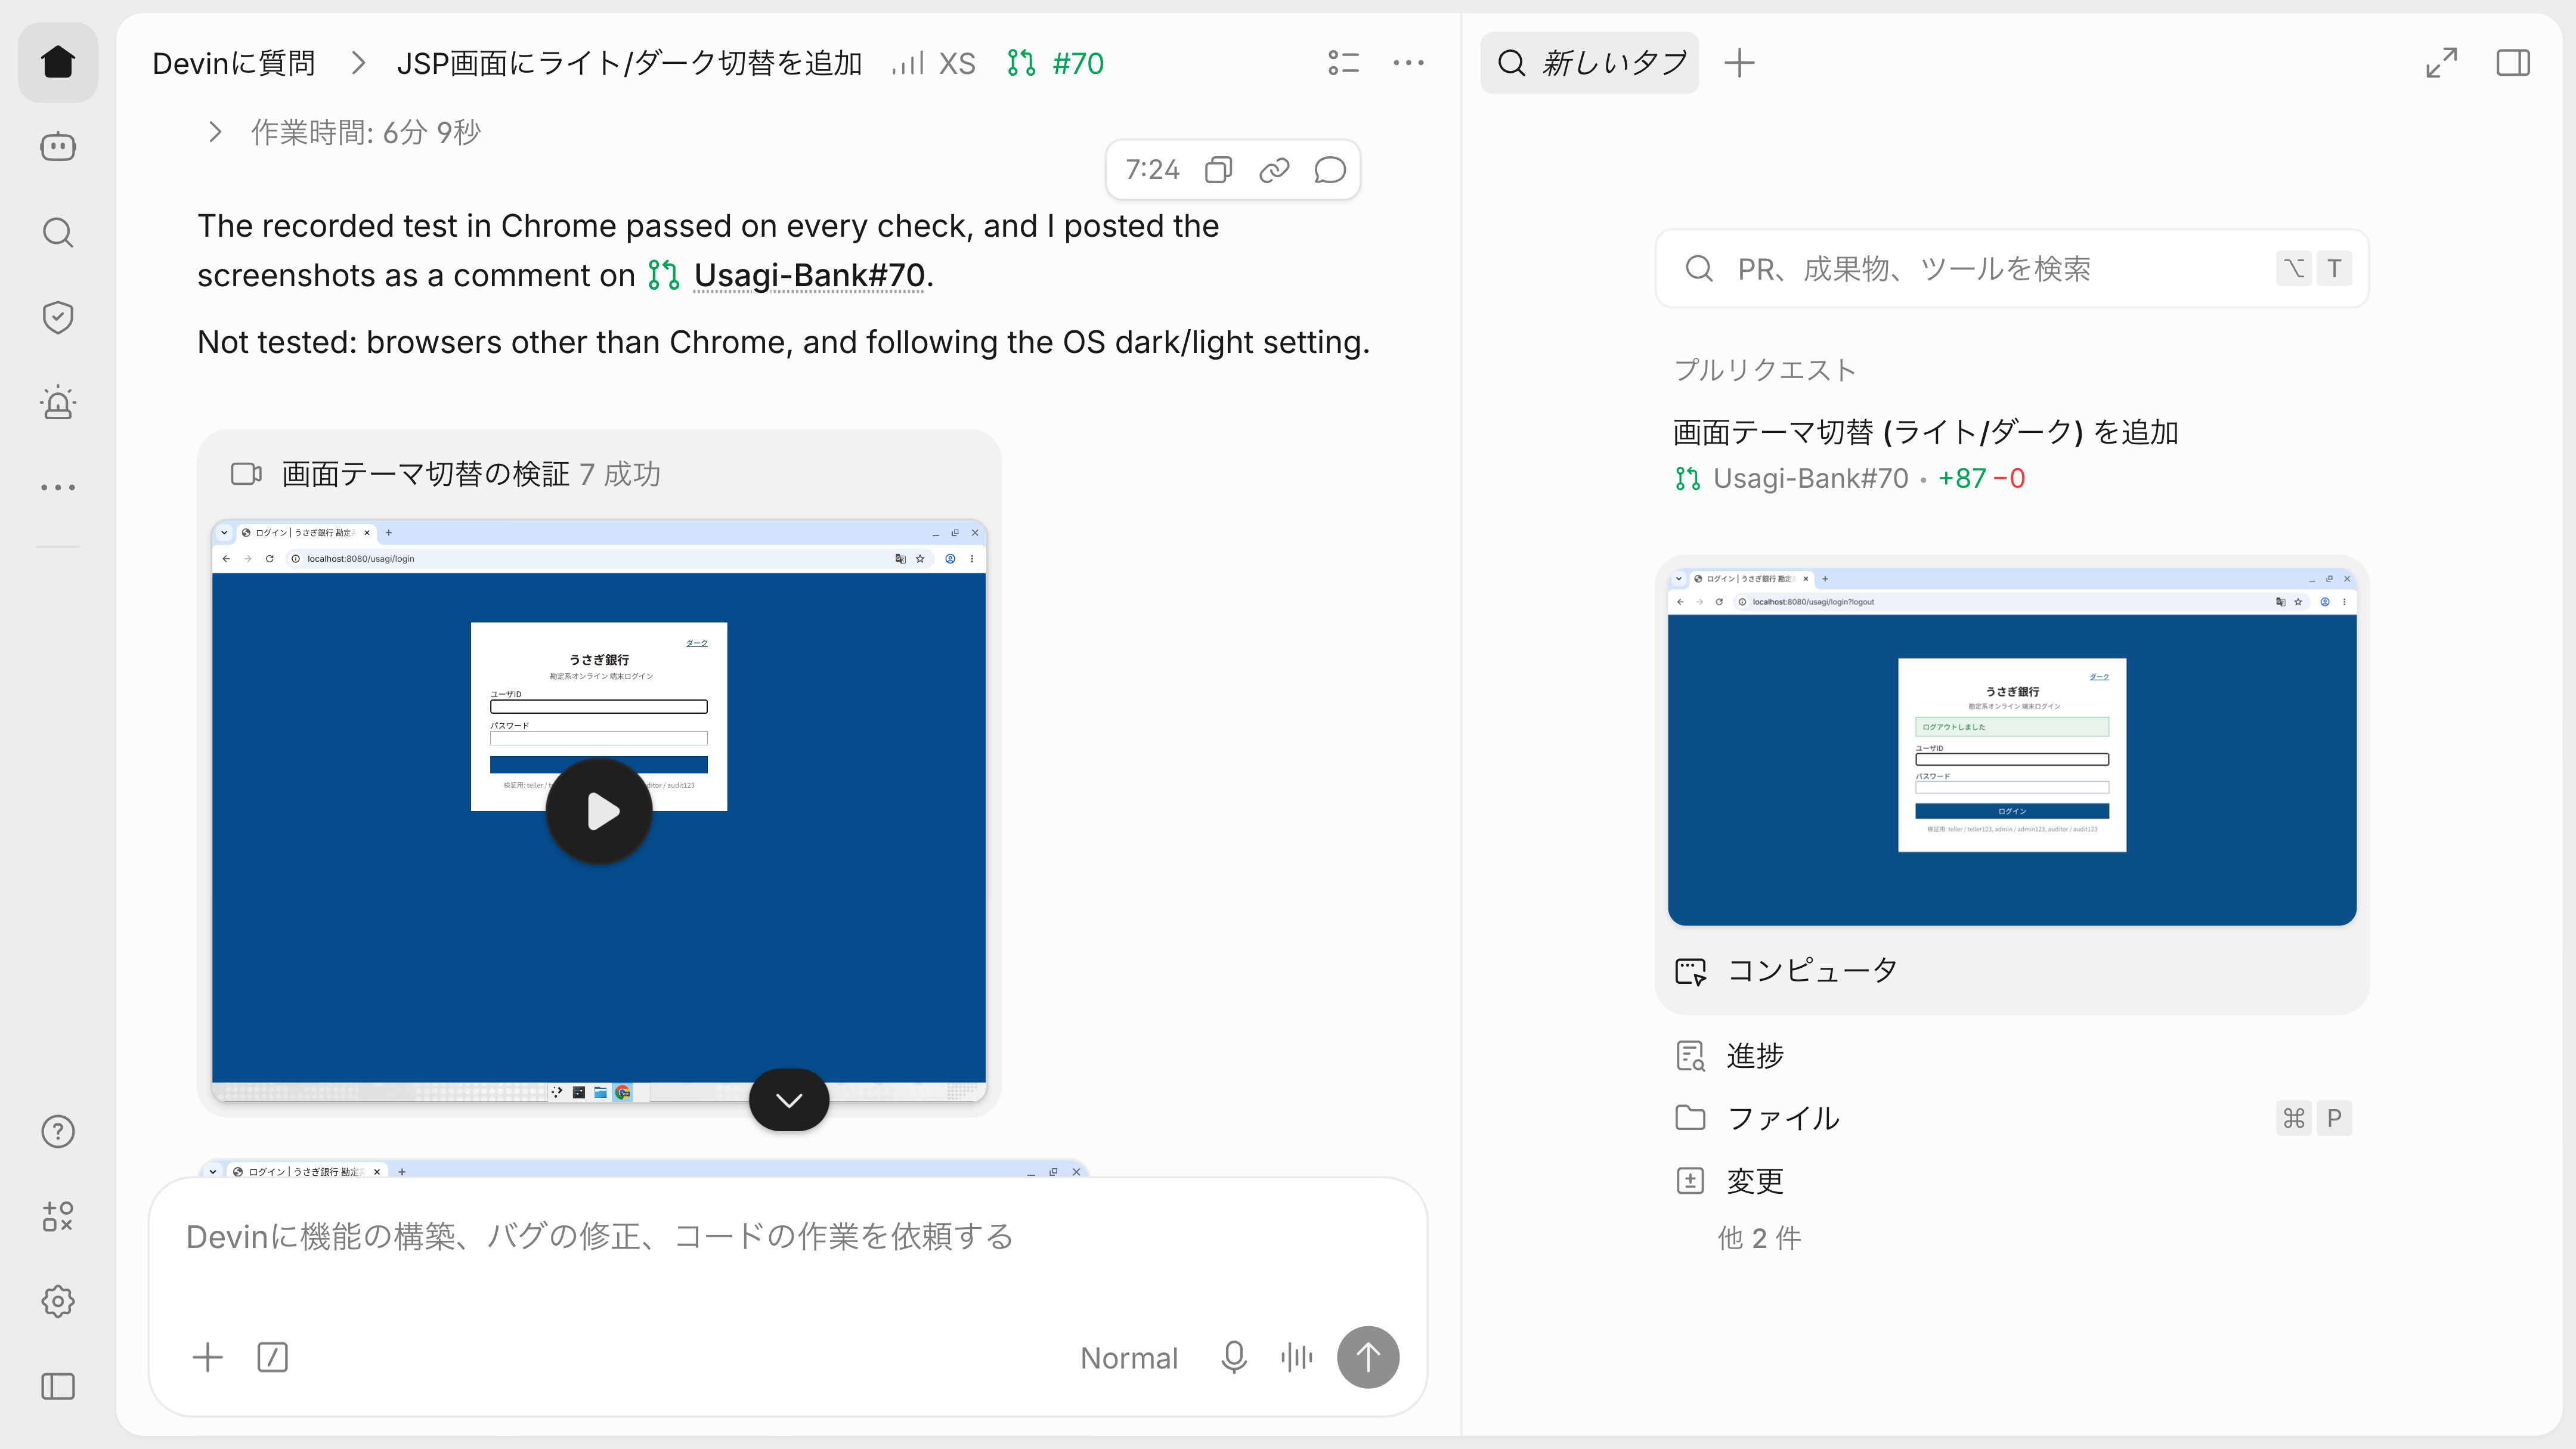 Devinに質問
JSP画面にライト/ダーク切替を追加
XS
#70
作業時間: 6分 9秒
7:24
The recorded test in Chrome passed on every check, and I posted the
screenshots as a comment on Usagi-Bank#70.
Not tested: browsers other than Chrome, and following the OS dark/light setting.
画面テーマ切替の検証 7 成功
ログイン | うさぎ銀行 勘定
localhost:8080/usagi/login
ダーク
うさぎ銀行
勘定系オンライン 端末ログイン
ユーザID
パスワード
検証用: teller /
ditor / audit123
ログイン | うさぎ銀行 勘定
Devinに機能の構築、バグの修正、コードの作業を依頼する
Normal
新しいタブ
PR、成果物、ツールを検索
⌥ T
プルリクエスト
画面テーマ切替 (ライト/ダーク) を追加
Usagi-Bank#70 • +87 −0
ログイン | うさぎ銀行 勘定
localhost:8080/usagi/login?logout
ダーク
うさぎ銀行
勘定系オンライン 端末ログイン
ログアウトしました
ユーザID
パスワード
ログイン
検証用: teller / teller123, admin / admin123, auditor / audit123
コンピュータ
進捗
ファイル
⌘ P
変更
他 2 件